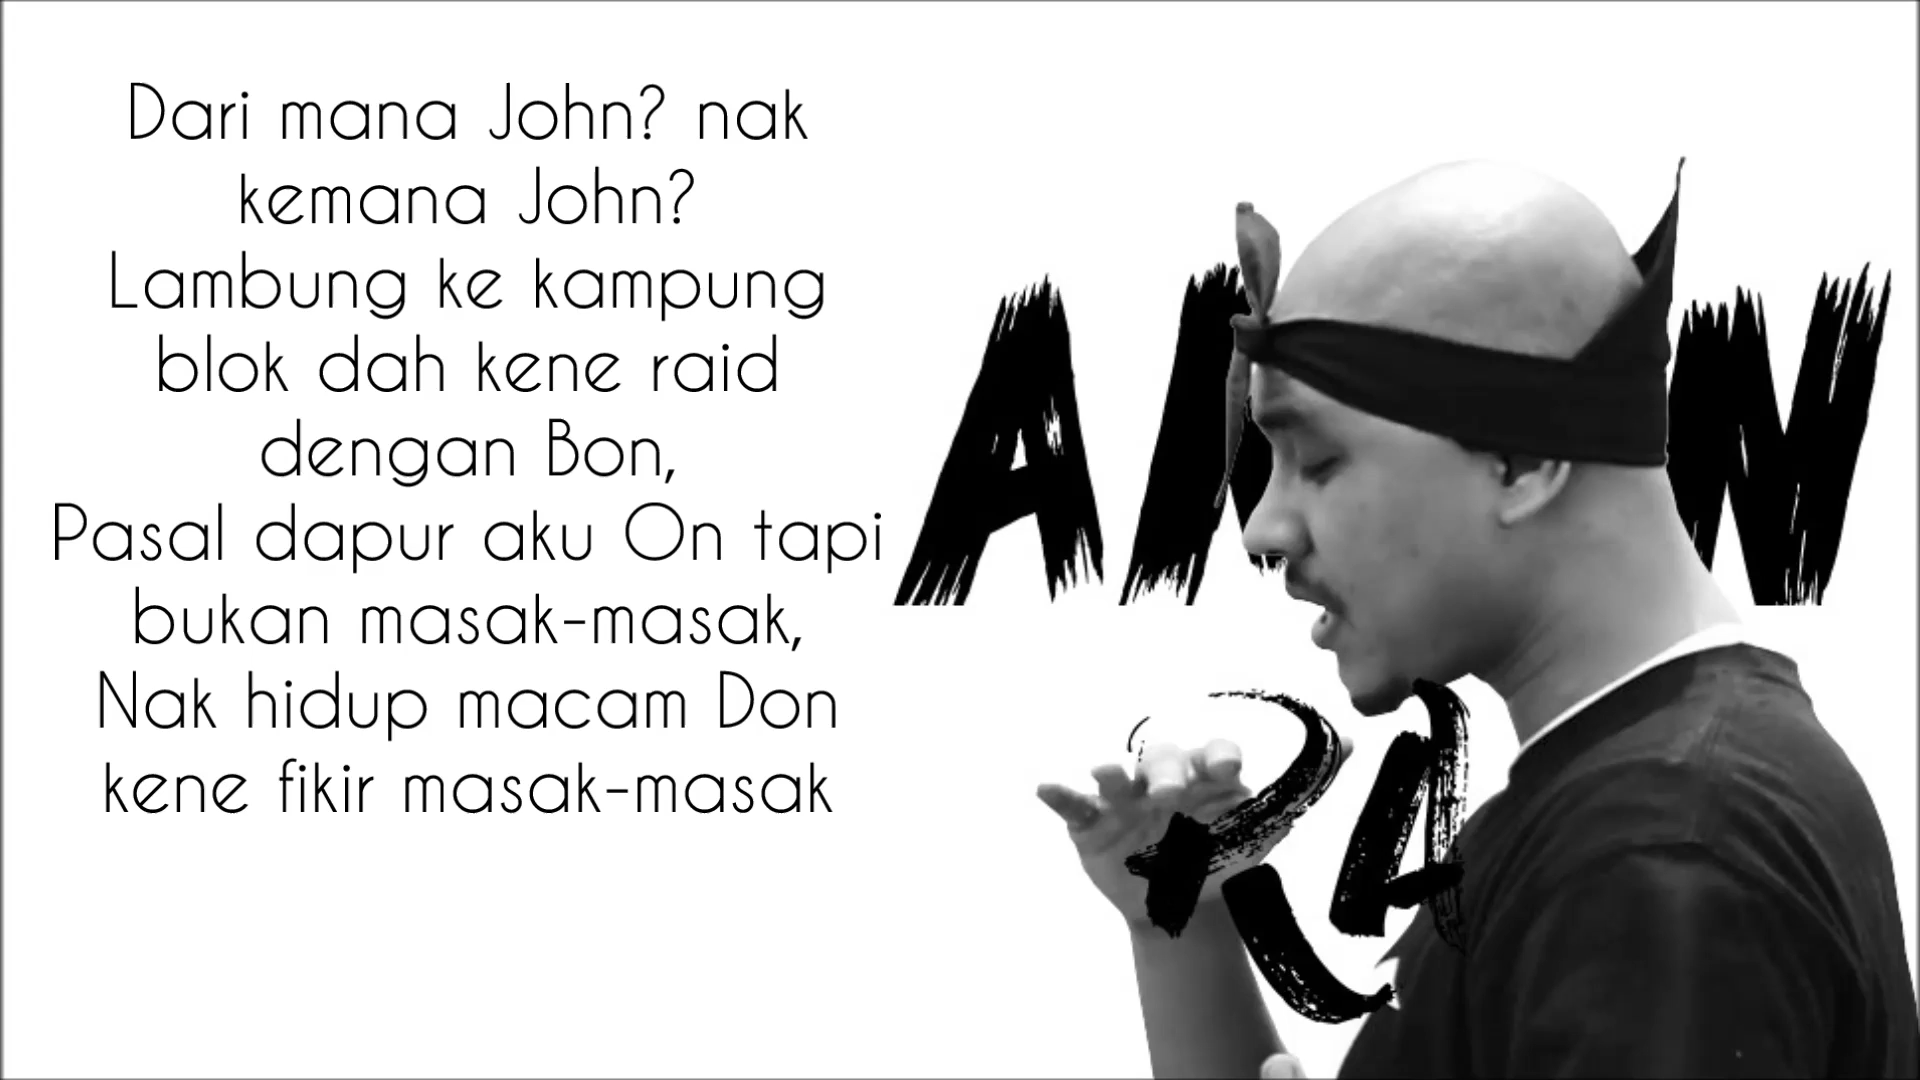 Dari mana John? nak
kemana John?
Lambung ke kampung
blok dah kene raid
dengan Bon,
Pasal dapur aku On tapi
bukan masak-masak,
Nak hidup macam Don
kene fikir masak-masak
RA